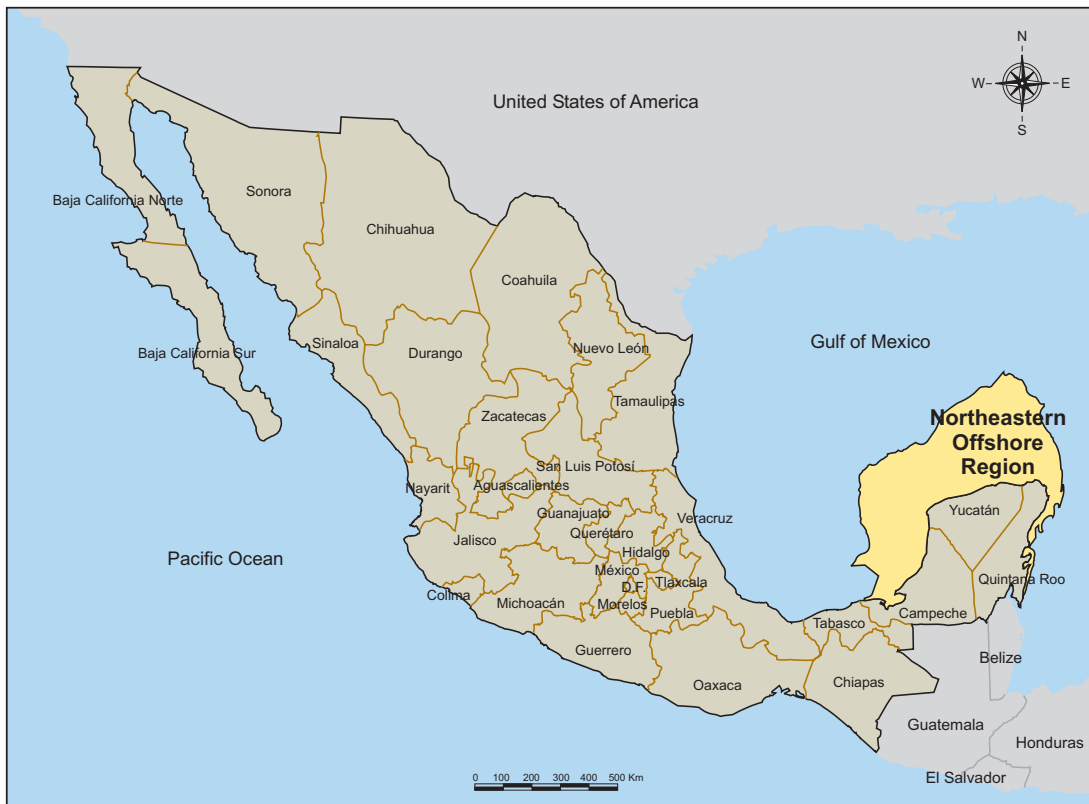 N
W
E
S
United States of America
Sonora
Baja California Norte
Chihuahua
Coahuila
Gulf of Mexico
Sinaloa
Durango
Nuevo León
Baja California Sur
Tamaulipas
Zacatecas
Northeastern
Offshore
Region
San Luis Potosí
Nayarit
Aguascalientes
Guanajuato
Veracruz
Yucatán
Querétaro
Jalisco
Hidalgo
Pacific Ocean
México
Tlaxcala
Quintana Roo
D.F.
Colima
Michoacán
Morelos
Puebla
Campeche
Tabasco
Guerrero
Belize
Oaxaca
Chiapas
Guatemala
Honduras
El Salvador
0 100 200 300 400 500 Km